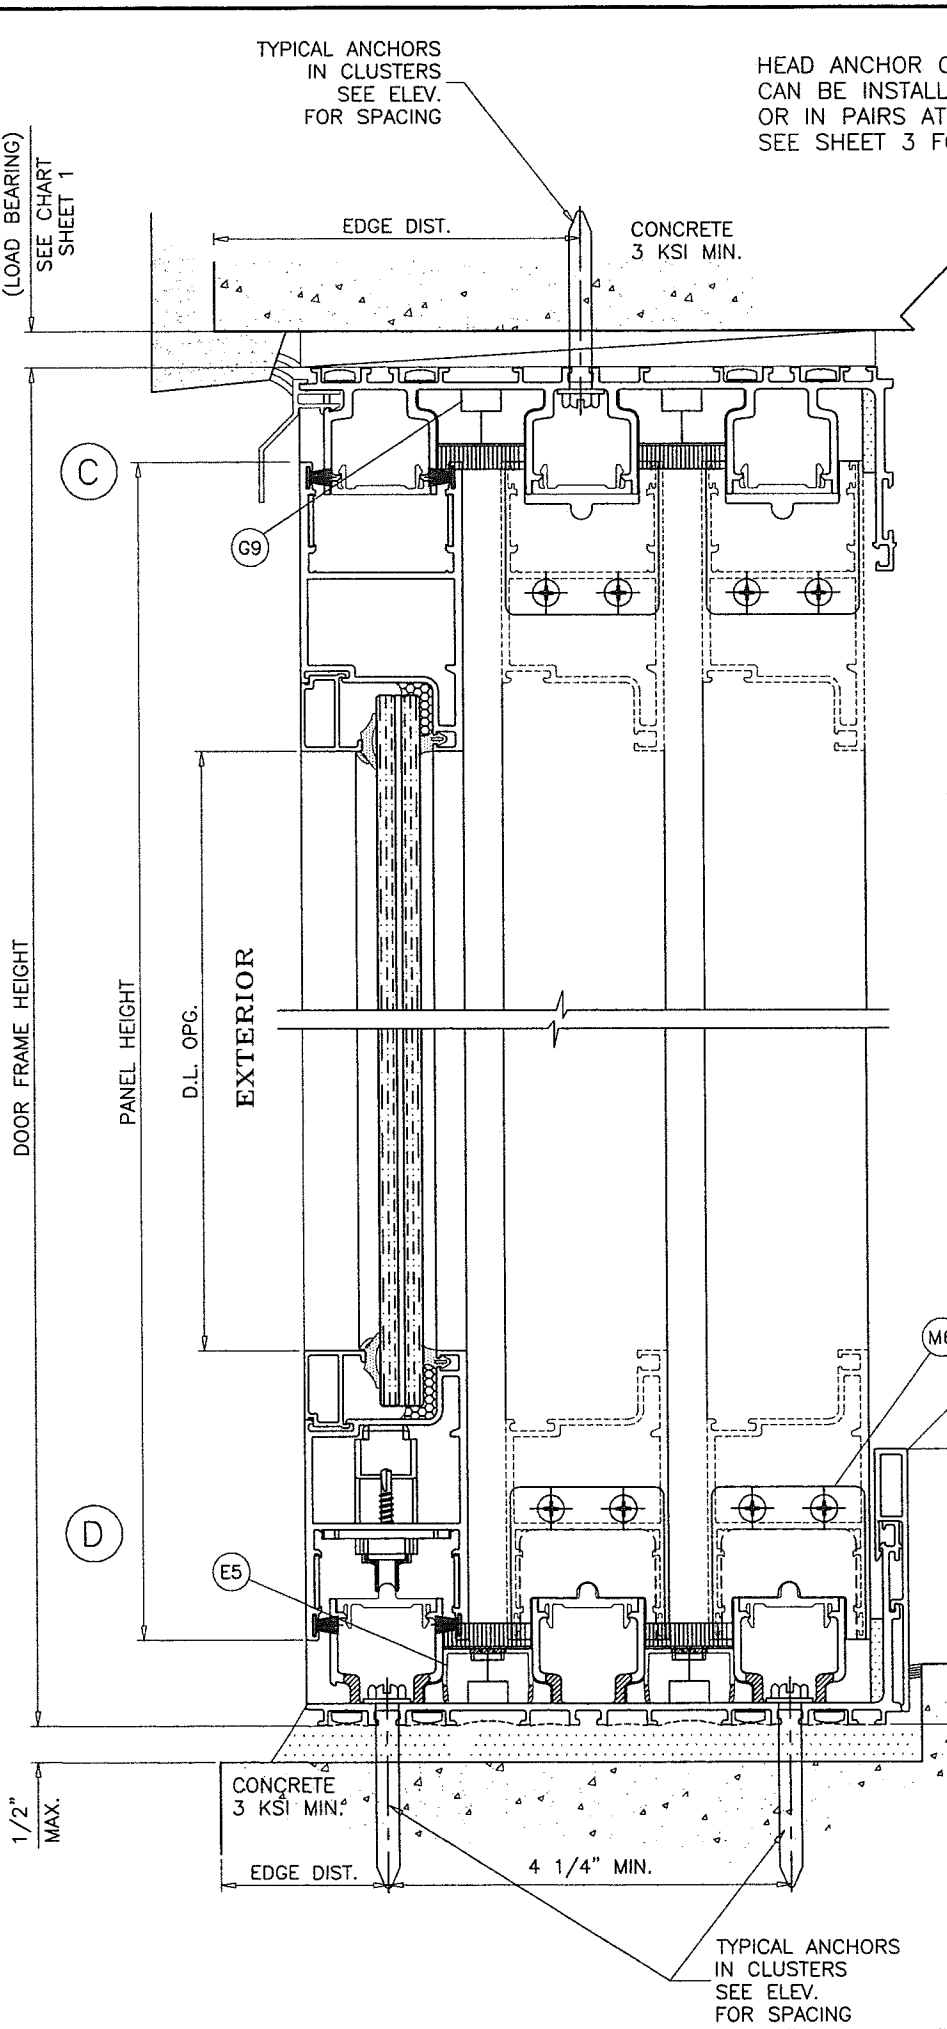 TYPICAL ANCHORS
IN CLUSTERS
SEE ELEV.
FOR SPACING
HEAD ANCHOR
CAN BE INSTALL
OR IN PAIRS AT
SEE SHEET 3
(LOAD BEARING)
SEE CHART
SHEET 1
EDGE DIST.
CONCRETE
3 KSI MIN.
C
G9
DOOR FRAME HEIGHT
PANEL HEIGHT
D.L. OPG.
EXTERIOR
D
E5
1/2"
MAX.
CONCRETE
3 KSI MIN.
EDGE DIST.
4 1/4" MIN.
TYPICAL ANCHORS
IN CLUSTERS
SEE ELEV.
FOR SPACING